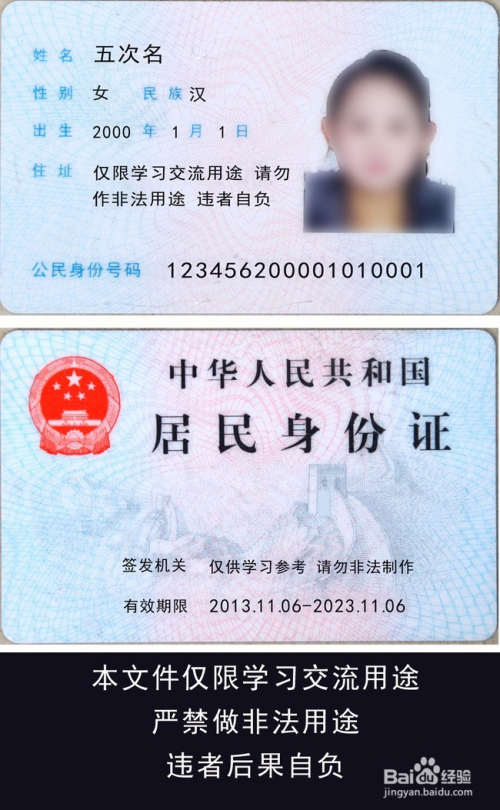 姓名 五次名
性别 女 民族 汉
出生 2000 年 1 月 1 日
住址 仅限学习交流用途 请勿
作非法用途 违者自负
公民身份号码 123456200001010001
中华人民共和国
居民身份证
签发机关 仅供学习参考 请勿非法制作
有效期限 2013.11.06-2023.11.06
本文件仅限学习交流用途
严禁做非法用途
违者后果自负
Bai du 经验
jingyan.baidu.com